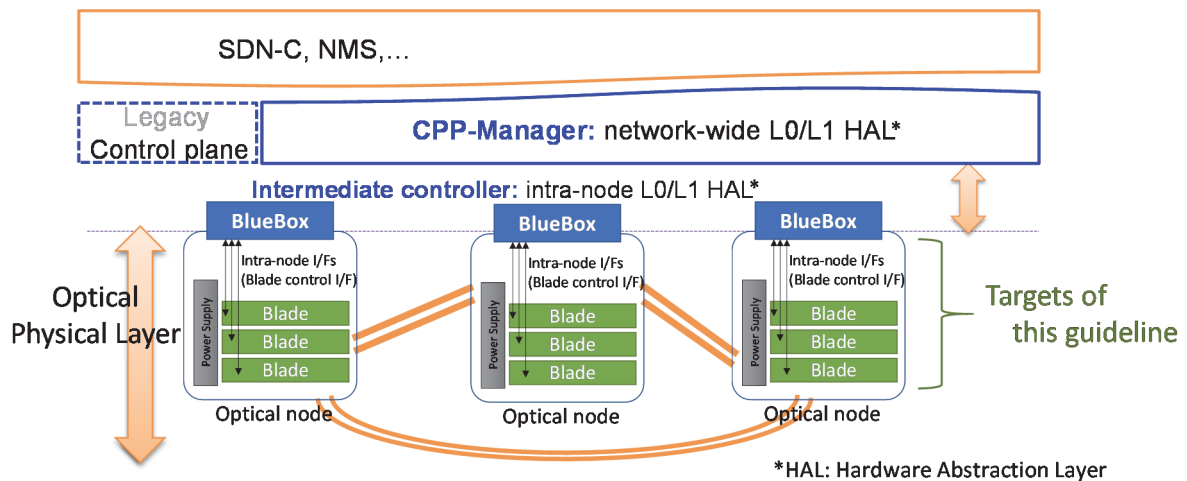 SDN-C, NMS,...
Legacy
Control plane
CPP-Manager: network-wide L0/L1 HAL*
Intermediate controller: intra-node L0/L1 HAL*
BlueBox
Intra-node I/Fs
(Blade control I/F)
Power Supply
Blade
Blade
Blade
Optical node
BlueBox
Intra-node I/Fs
(Blade control I/F)
Power Supply
Blade
Blade
Blade
Optical node
BlueBox
Intra-node I/Fs
(Blade control I/F)
Power Supply
Blade
Blade
Blade
Optical node
Optical
Physical Layer
Targets of
this guideline
*HAL: Hardware Abstraction Layer